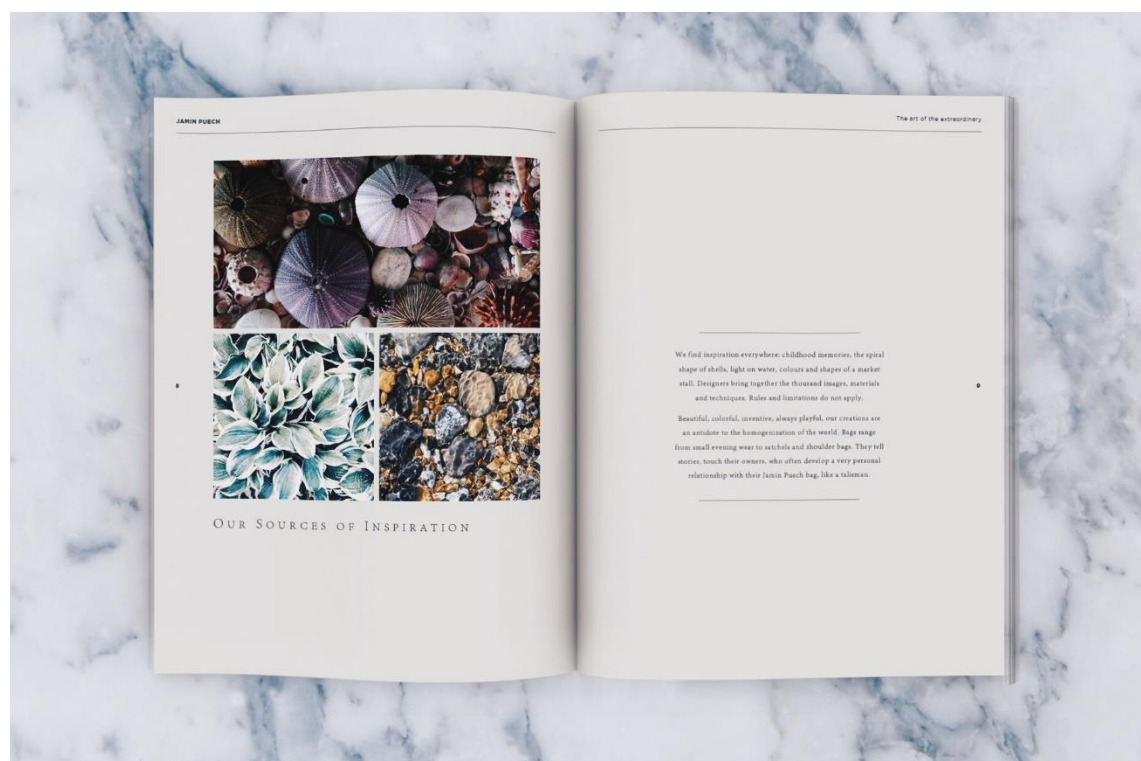 JAMIN PUECH
8
OUR SOURCES OF INSPIRATION
The art of the extraordinary
We find inspiration everywhere: childhood memories, the spiral
shape of shells, light on water, colours and shapes of a market
stall. Designers bring together the thousand images, materials
and techniques. Rules and limitations do not apply.
Beautiful, colorful, inventive, always playful, our creations are
an antidote to the homogenization of the world. Bags range
from small evening wear to satchels and shoulder bags. They tell
stories, touch their owners, who often develop a very personal
relationship with their Jamin Puech bag, like a talisman.
9